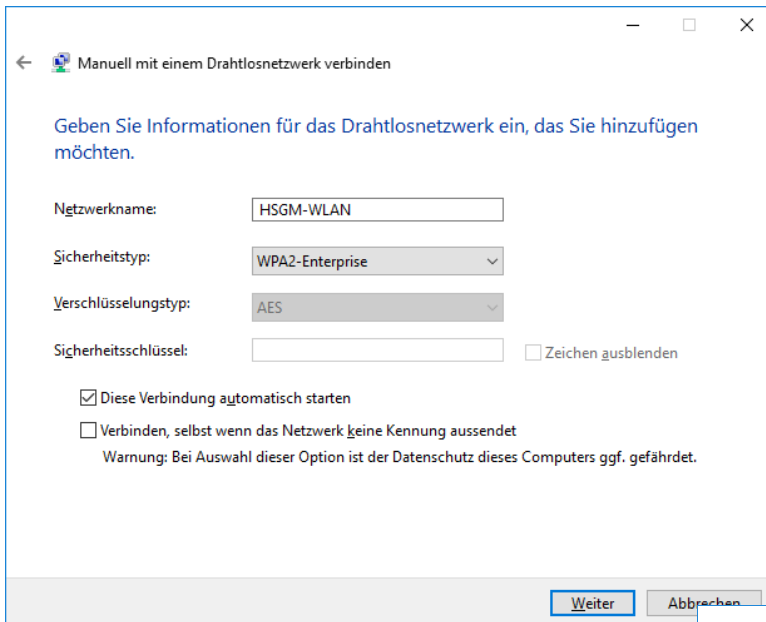 Manuell mit einem Drahtlosnetzwerk verbinden
Geben Sie Informationen für das Drahtlosnetzwerk ein, das Sie hinzufügen
möchten.
Netzwerkname: HSGM-WLAN
Sicherheitstyp: WPA2-Enterprise
Verschlüsselungstyp: AES
Sicherheitsschlüssel: Zeichen ausblenden
Diese Verbindung automatisch starten
Verbinden, selbst wenn das Netzwerk keine Kennung aussendet
Warnung: Bei Auswahl dieser Option ist der Datenschutz dieses Computers ggf. gefährdet.
Weiter Abbrechen